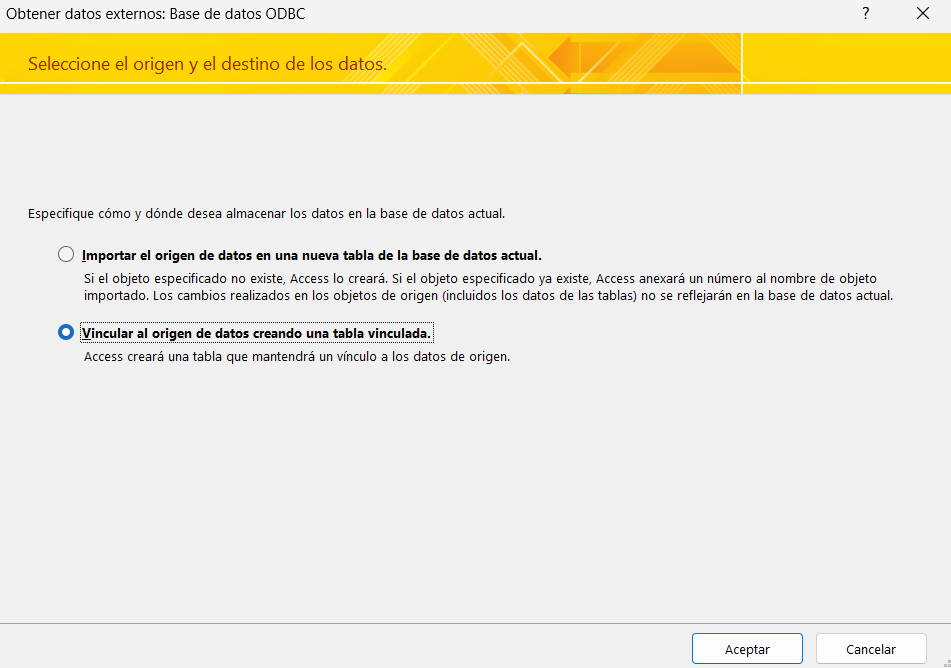 Obtener datos externos: Base de datos ODBC
?
Seleccione el origen y el destino de los datos.
Especifique cómo y dónde desea almacenar los datos en la base de datos actual.
Importar el origen de datos en una nueva tabla de la base de datos actual.
Si el objeto especificado no existe, Access lo creará. Si el objeto especificado ya existe, Access anexará un número al nombre de objeto
importado. Los cambios realizados en los objetos de origen (incluidos los datos de las tablas) no se reflejarán en la base de datos actual.
Vincular al origen de datos creando una tabla vinculada.
Access creará una tabla que mantendrá un vínculo a los datos de origen.
Aceptar Cancelar